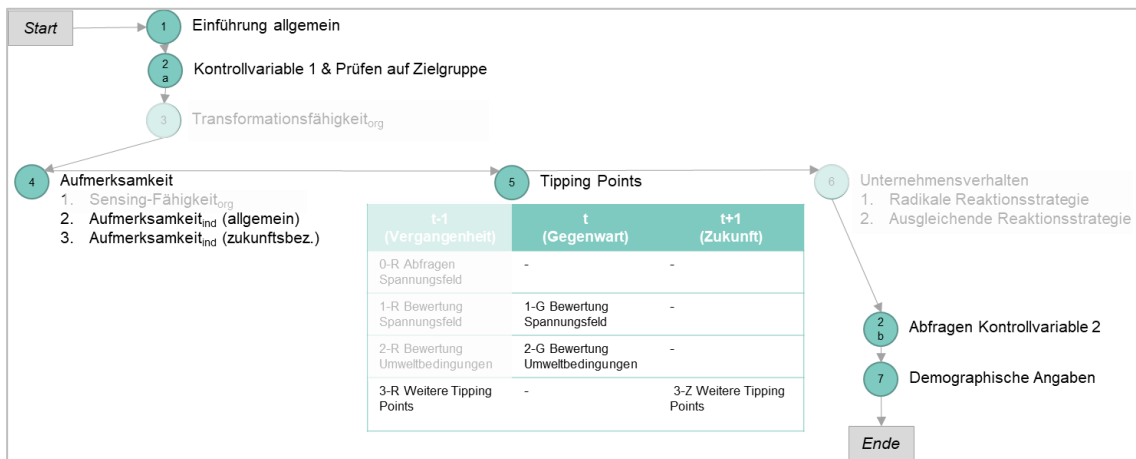 Start
1
Einführung allgemein
2
a
Kontrollvariable 1 & Prüfen auf Zielgruppe
3
Transformationsfähigkeitorg
4
Aufmerksamkeit
1. Sensing-Fähigkeitorg
2. Aufmerksamkeitind (allgemein)
3. Aufmerksamkeitind (zukunftsbez.)
5
Tipping Points
t-1
(Vergangenheit)
t
(Gegenwart)
t+1
(Zukunft)
0-R Abfragen
Spannungsfeld
-
-
1-R Bewertung
Spannungsfeld
1-G Bewertung
Spannungsfeld
-
2-R Bewertung
Umweltbedingungen
2-G Bewertung
Umweltbedingungen
-
3-R Weitere Tipping
Points
-
3-Z Weitere Tipping
Points
6
Unternehmensverhalten
1. Radikale Reaktionsstrategie
2. Ausgleichende Reaktionsstrategie
2
b
Abfragen Kontrollvariable 2
7
Demographische Angaben
Ende